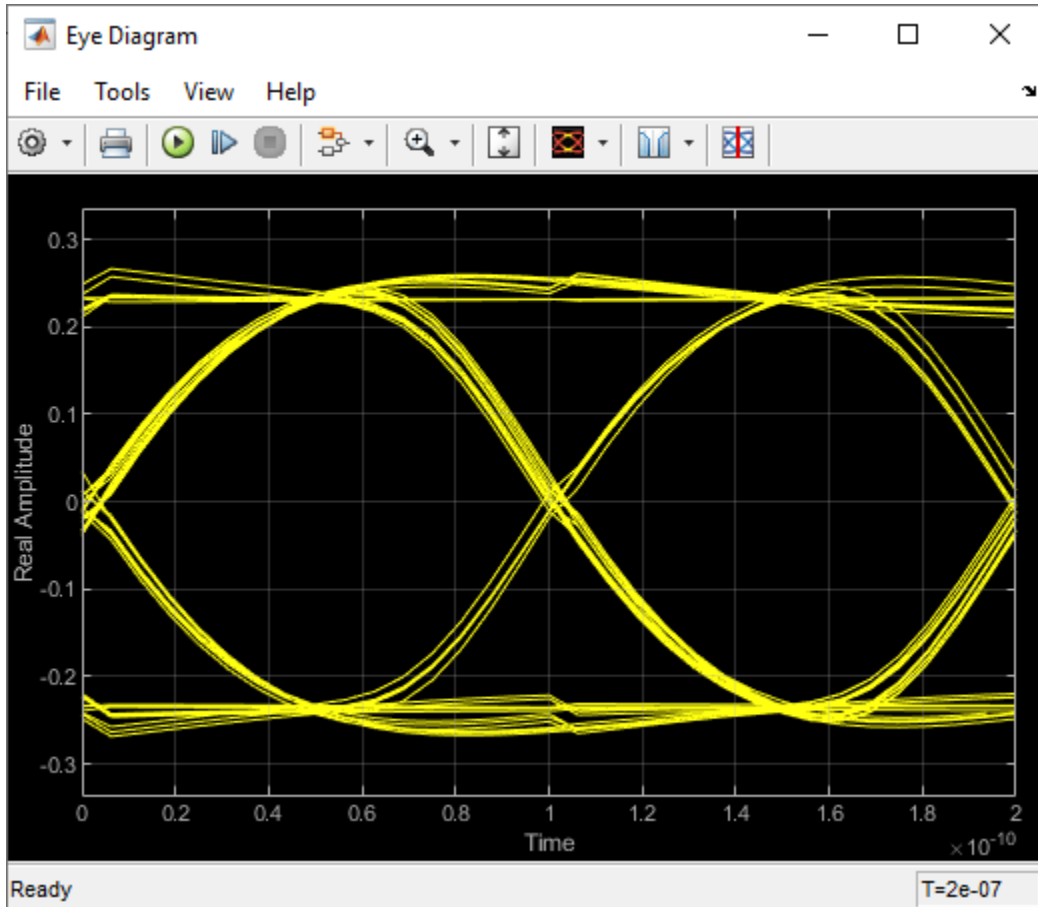 Eye Diagram
File Tools View Help
0.3
0.2
0.1
0
-0.1
-0.2
-0.3
Real Amplitude
0 0.2 0.4 0.6 0.8 1 1.2 1.4 1.6 1.8 2
Time
×10⁻¹⁰
Ready T=2e-07